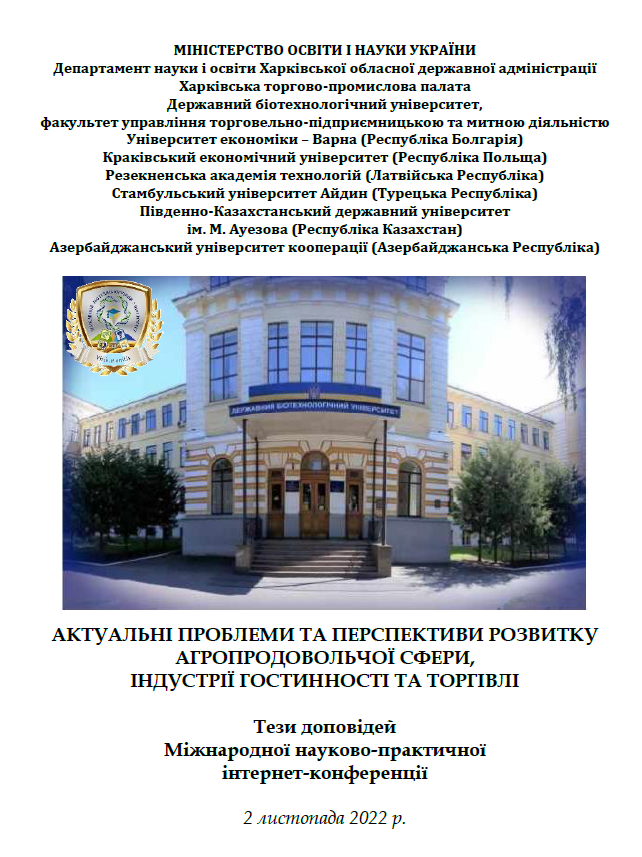 МІНІСТЕРСТВО ОСВІТИ І НАУКИ УКРАЇНИ
Департамент науки і освіти Харківської обласної державної адміністрації
Харківська торгово-промислова палата
Державний біотехнологічний університет,
факультет управління торговельно-підприємницькою та митною діяльністю
Університет економіки – Варна (Республіка Болгарія)
Краківський економічний університет (Республіка Польща)
Резекненська академія технологій (Латвійська Республіка)
Стамбульський університет Айдин (Турецька Республіка)
Південно-Казахстанський державний університет
ім. М. Ауезова (Республіка Казахстан)
Азербайджанський університет кооперації (Азербайджанська Республіка)
ДЕРЖАВНИЙ БІОТЕХНОЛОГІЧНИЙ УНІВЕРСИТЕТ
АКТУАЛЬНІ ПРОБЛЕМИ ТА ПЕРСПЕКТИВИ РОЗВИТКУ
АГРОПРОДОВОЛЬЧОЇ СФЕРИ,
ІНДУСТРІЇ ГОСТИННОСТІ ТА ТОРГІВЛІ
Тези доповідей
Міжнародної науково-практичної
інтернет-конференції
2 листопада 2022 р.